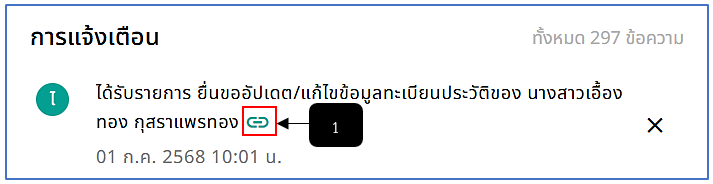 การแจ้งเตือน ทั้งหมด 297 ข้อความ
ไ ได้รับรายการ ยื่นขออัปเดต/แก้ไขข้อมูลทะเบียนประวัติของ นางสาวเอื้อง
ทอง กุสราแพรทอง 1
01 ก.ค. 2568 10:01 น.